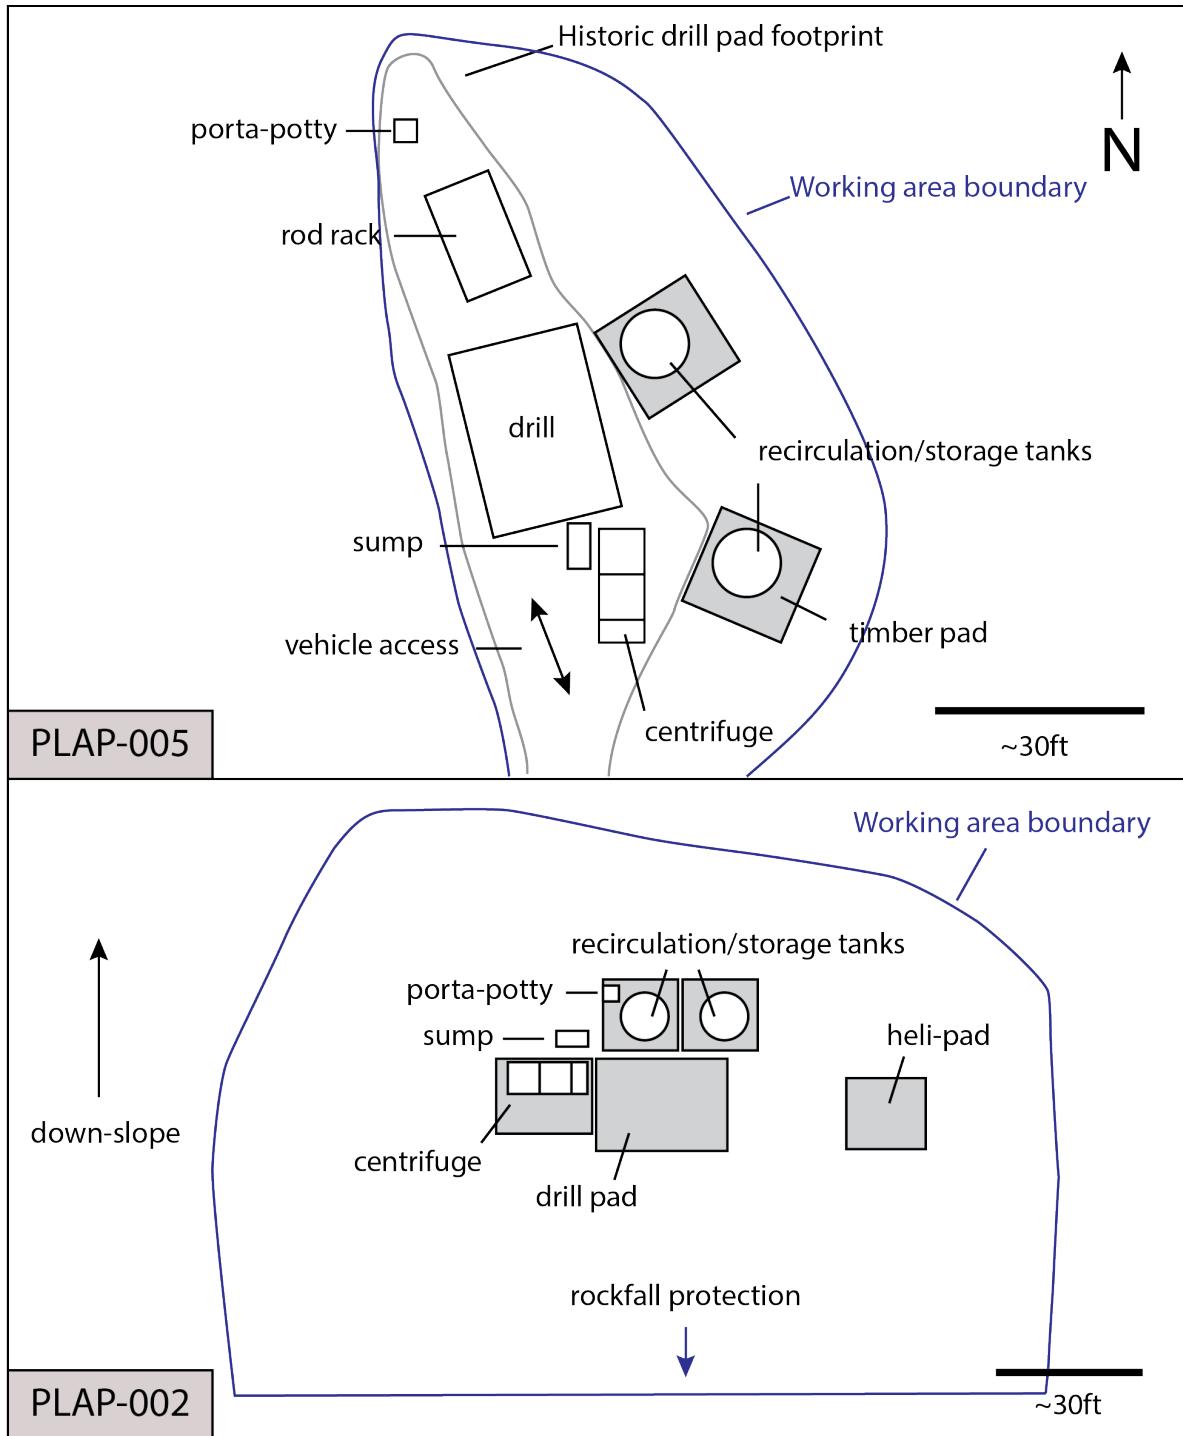 Historic drill pad footprint
porta-potty
N
Working area boundary
rod rack
drill
recirculation/storage tanks
sump
timber pad
vehicle access
centrifuge
PLAP-005
~30ft
Working area boundary
recirculation/storage tanks
porta-potty
sump
heli-pad
down-slope
centrifuge
drill pad
rockfall protection
PLAP-002
~30ft